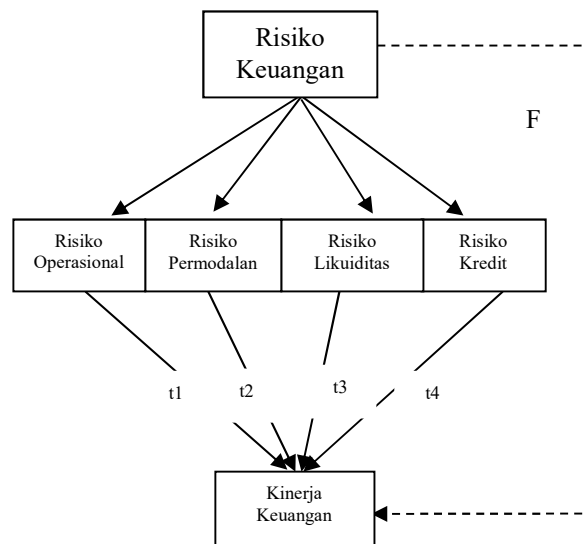 Risiko
Keuangan
F
Risiko
Operasional
Risiko
Permodalan
Risiko
Likuiditas
Risiko
Kredit
t1
t2
t3
t4
Kinerja
Keuangan